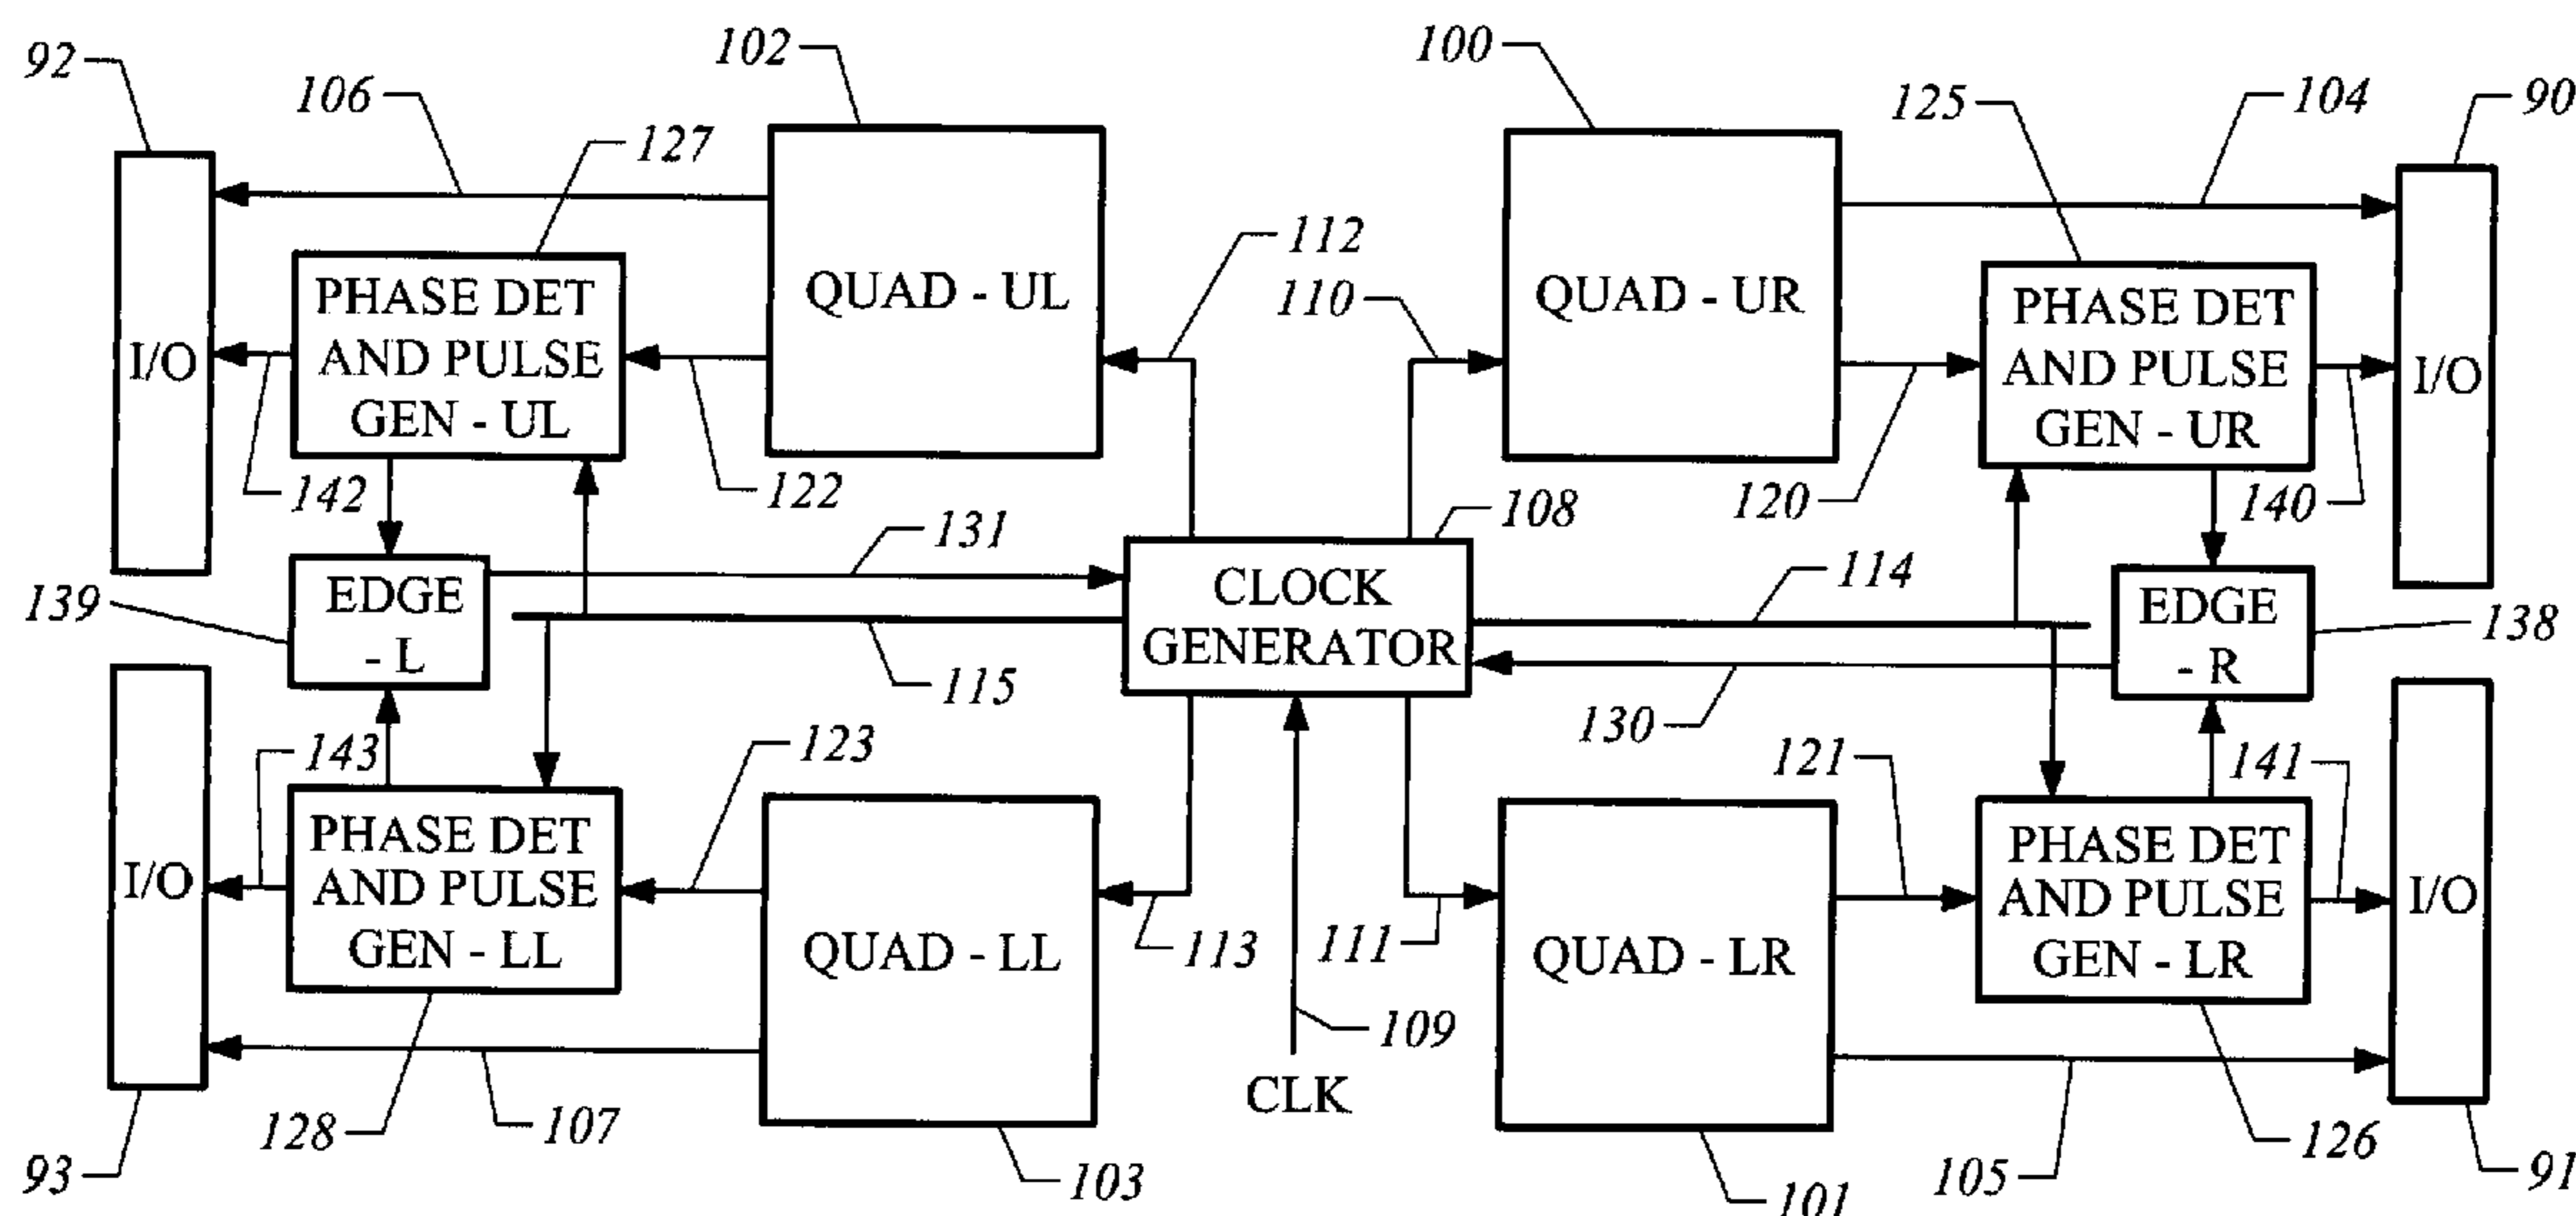 92
102
106
127
100
125
104
90
112
110
QUAD - UL
QUAD - UR
PHASE DET
AND PULSE
GEN - UL
PHASE DET
AND PULSE
GEN - UR
I/O
I/O
142
122
131
108
120
140
139
EDGE
- L
CLOCK
GENERATOR
114
EDGE
- R
138
115
130
143
123
121
141
PHASE DET
AND PULSE
GEN - LL
PHASE DET
AND PULSE
GEN - LR
I/O
I/O
QUAD - LL
113
111
QUAD - LR
109
CLK
93
128
107
103
101
105
126
91